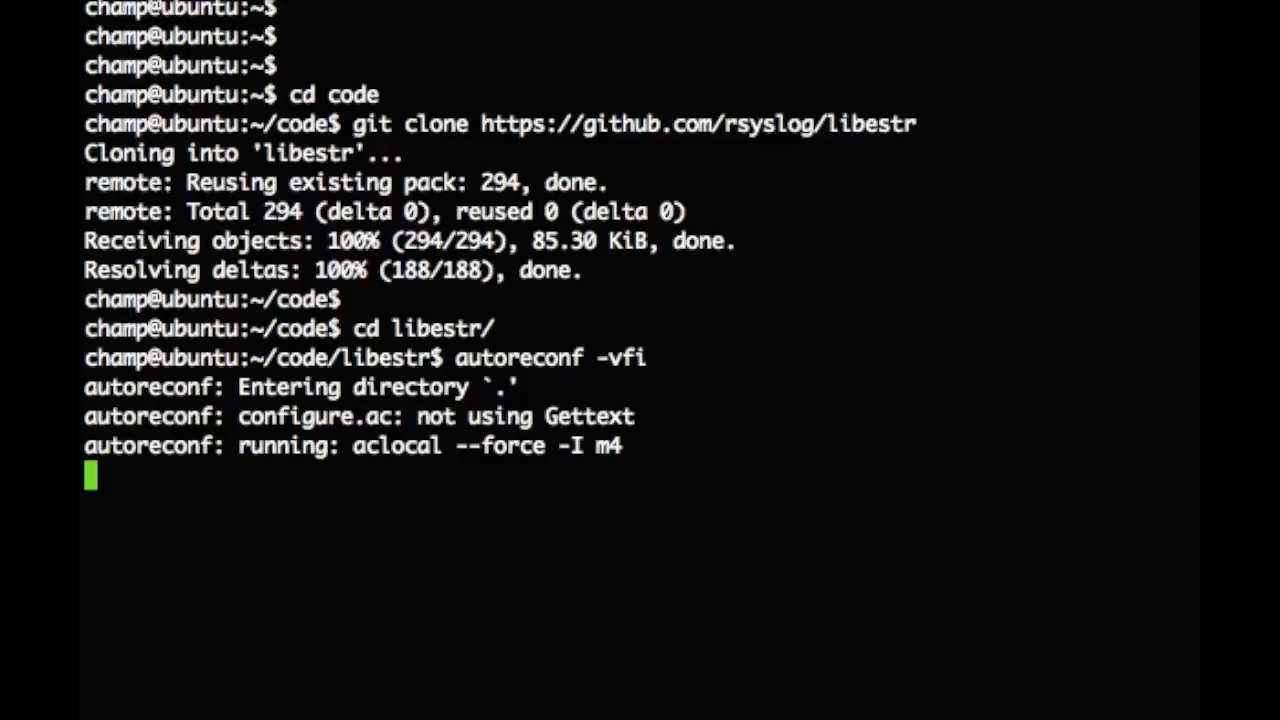 champ@ubuntu:~$
champ@ubuntu:~$
champ@ubuntu:~$
champ@ubuntu:~$ cd code
champ@ubuntu:~/code$ git clone https://github.com/rsyslog/libestr
Cloning into 'libestr'...
remote: Reusing existing pack: 294, done.
remote: Total 294 (delta 0), reused 0 (delta 0)
Receiving objects: 100% (294/294), 85.30 KiB, done.
Resolving deltas: 100% (188/188), done.
champ@ubuntu:~/code$
champ@ubuntu:~/code$ cd libestr/
champ@ubuntu:~/code/libestr$ autoreconf -vfi
autoreconf: Entering directory `.'
autoreconf: configure.ac: not using Gettext
autoreconf: running: aclocal --force -I m4